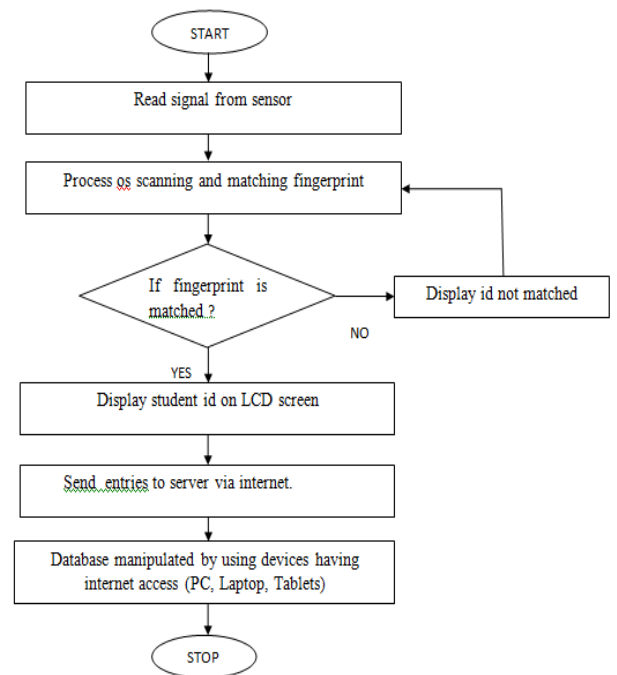 START
Read signal from sensor
Process os scanning and matching fingerprint
If fingerprint is
matched ?
Display id not matched
NO
YES
Display student id on LCD screen
Send entries to server via internet.
Database manipulated by using devices having
internet access (PC, Laptop, Tablets)
STOP